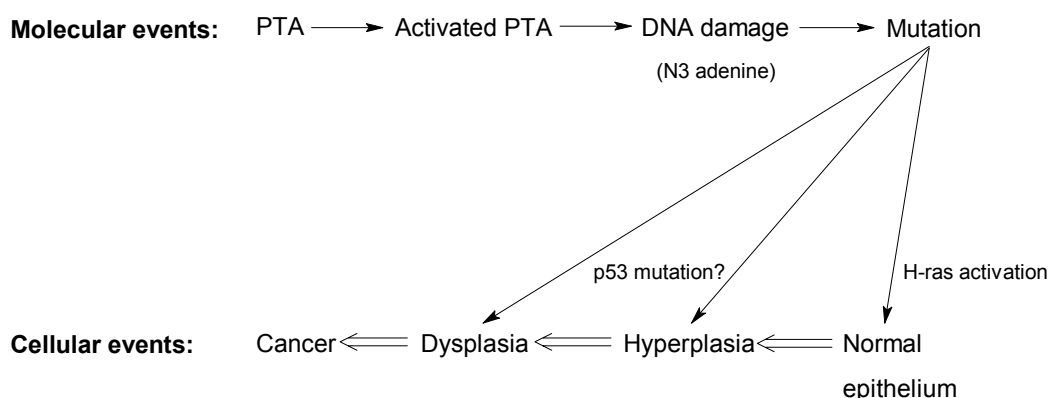 Molecular events: PTA Activated PTA DNA damage Mutation
(N3 adenine)
p53 mutation? H-ras activation
Cellular events: Cancer Dysplasia Hyperplasia Normal
epithelium